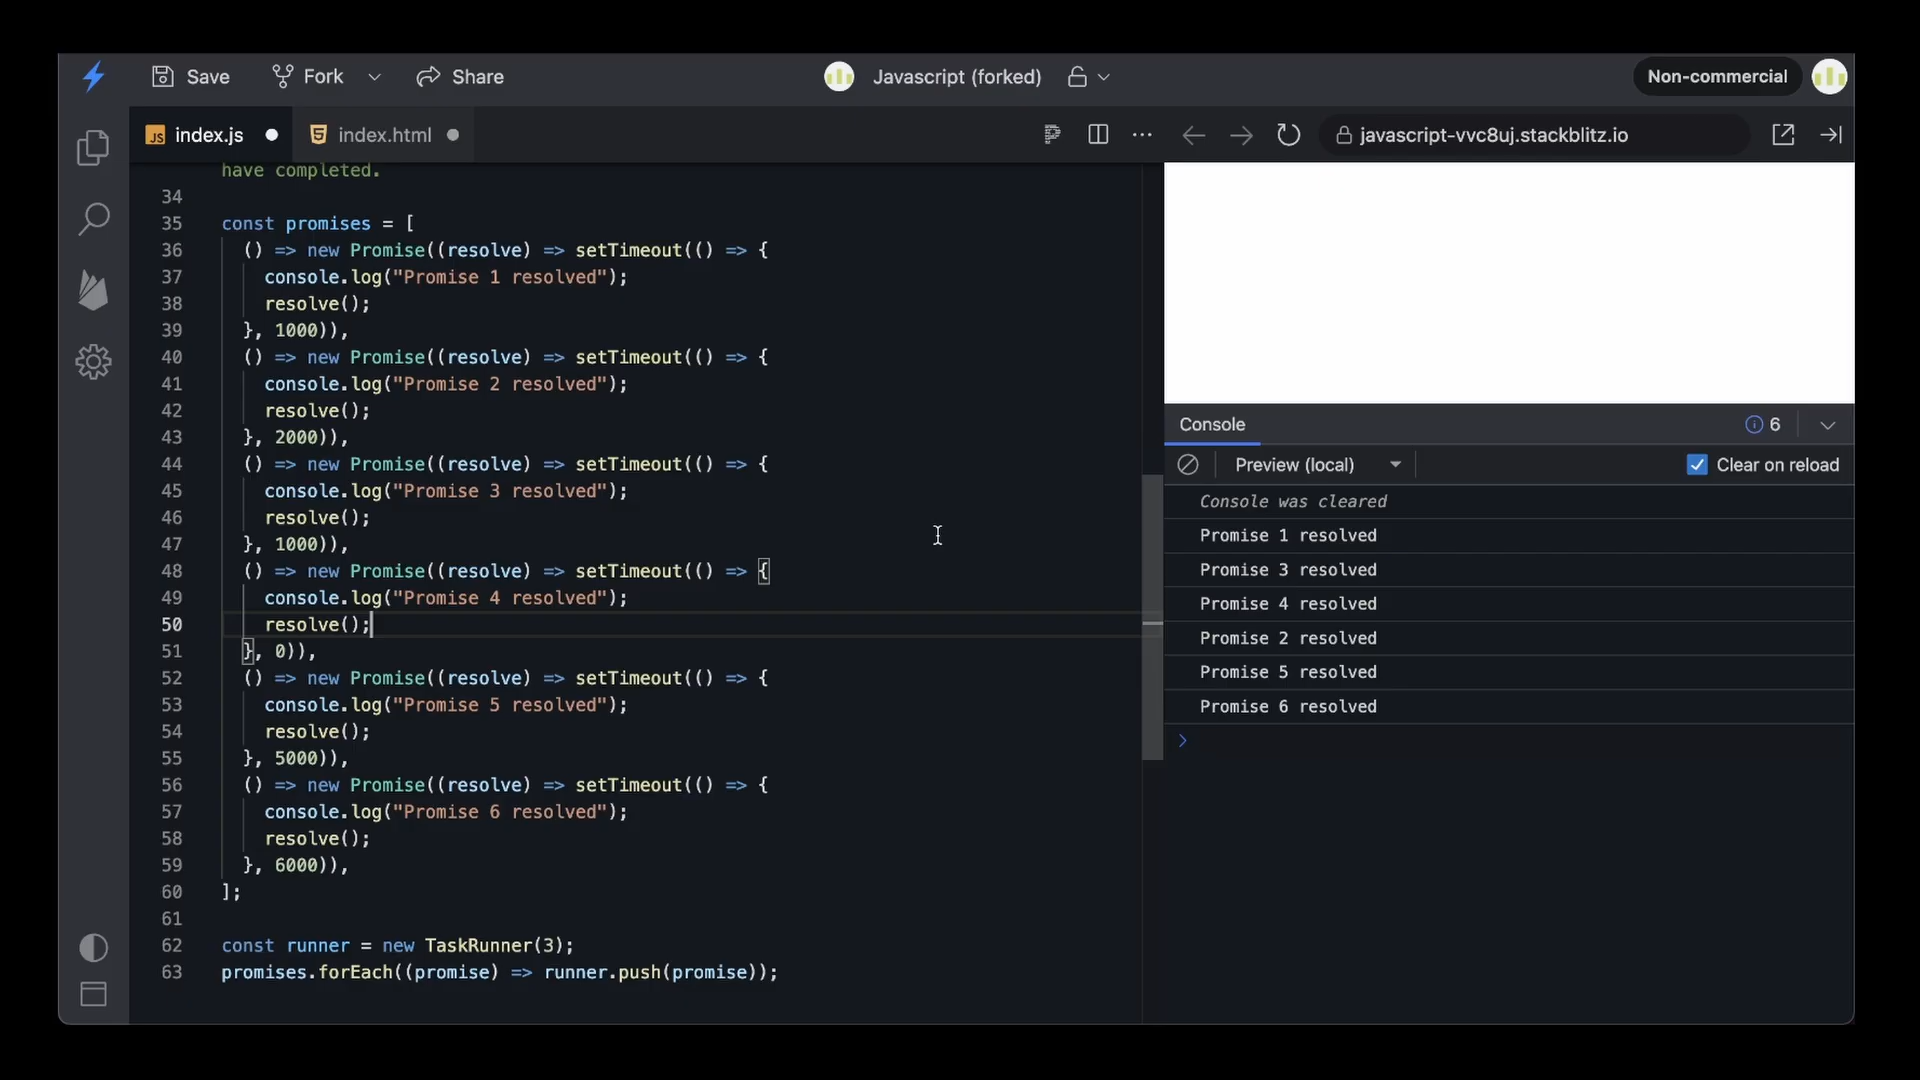 Save
Fork
Share
Javascript (forked)
Non-commercial
JS index.js
5 index.html
javascript-vvc8uj.stackblitz.io
have completed.
34
35 const promises = [
36 () => new Promise((resolve) => setTimeout(() => {
37 console.log("Promise 1 resolved");
38 resolve();
39 }, 1000)),
40 () => new Promise((resolve) => setTimeout(() => {
41 console.log("Promise 2 resolved");
42 resolve();
43 }, 2000)),
44 () => new Promise((resolve) => setTimeout(() => {
45 console.log("Promise 3 resolved");
46 resolve();
47 }, 1000)),
48 () => new Promise((resolve) => setTimeout(() => {
49 console.log("Promise 4 resolved");
50 resolve();
51 }, 0)),
52 () => new Promise((resolve) => setTimeout(() => {
53 console.log("Promise 5 resolved");
54 resolve();
55 }, 5000)),
56 () => new Promise((resolve) => setTimeout(() => {
57 console.log("Promise 6 resolved");
58 resolve();
59 }, 6000)),
60 ];
61
62 const runner = new TaskRunner(3);
63 promises.forEach((promise) => runner.push(promise));
Console
6
Preview (local)
Clear on reload
Console was cleared
Promise 1 resolved
Promise 3 resolved
Promise 4 resolved
Promise 2 resolved
Promise 5 resolved
Promise 6 resolved